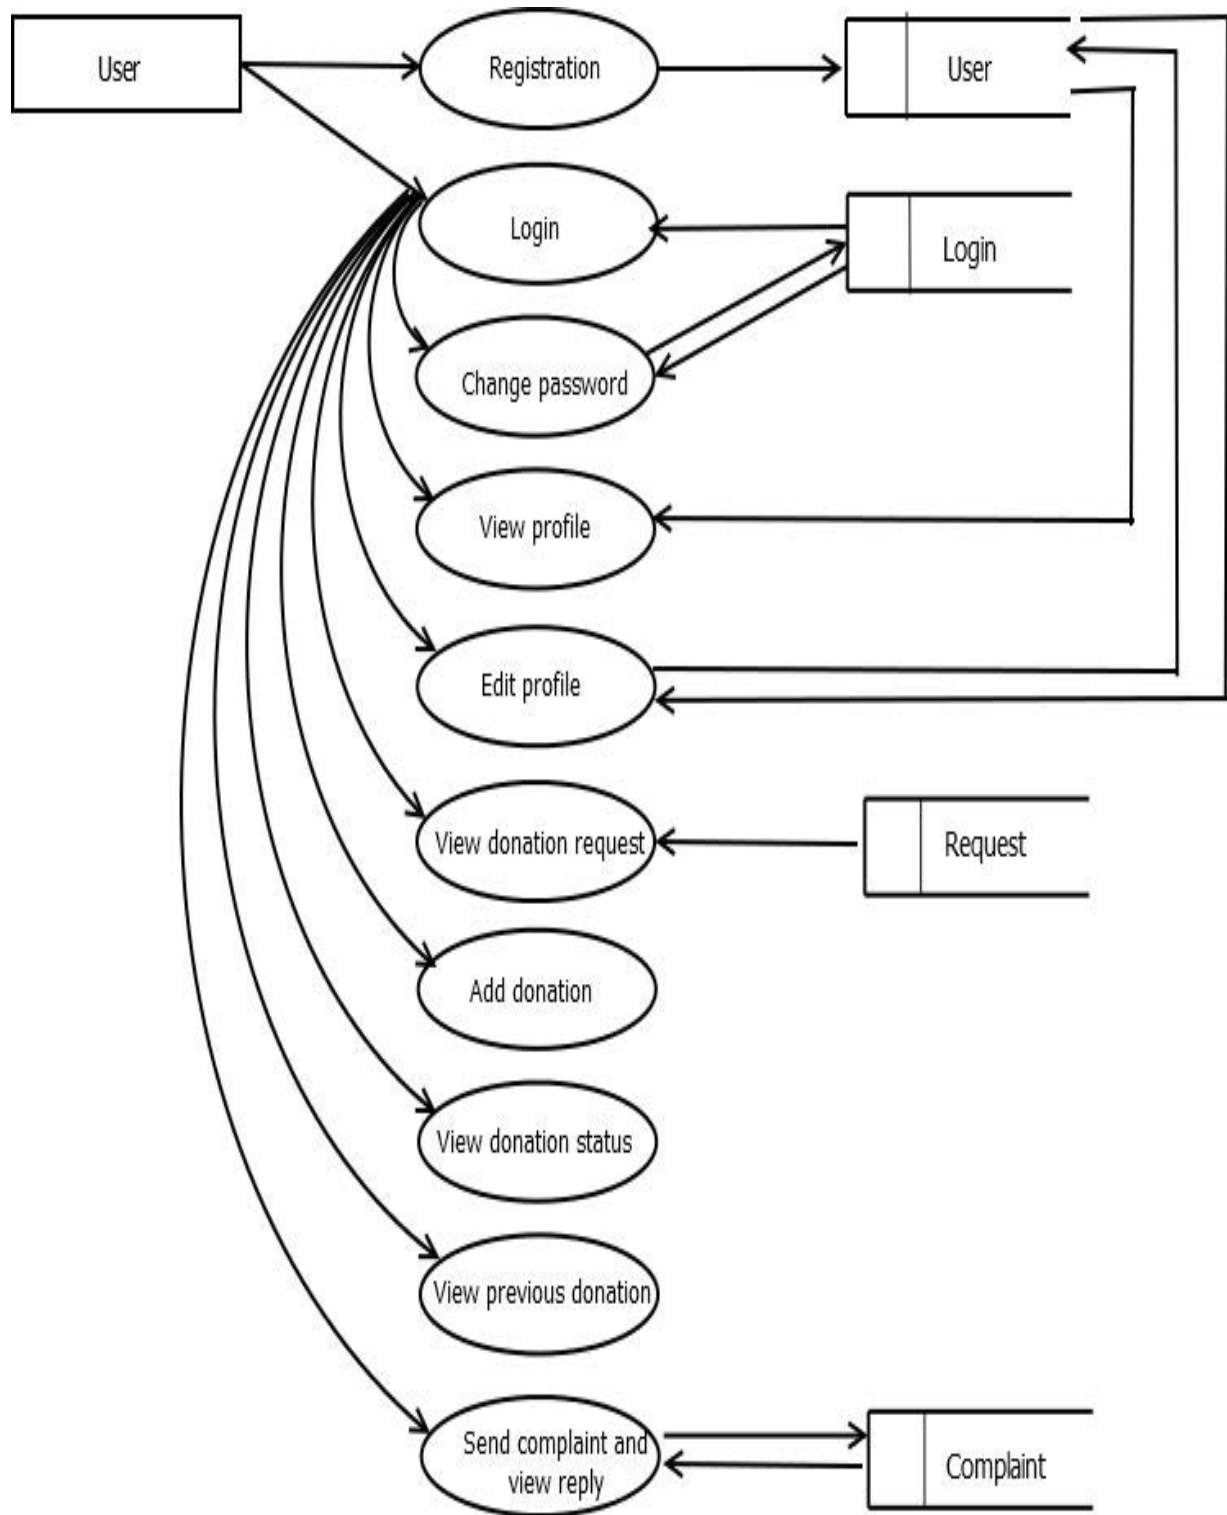 User
Registration
User
Login
Login
Change password
View profile
Edit profile
View donation request
Request
Add donation
View donation status
View previous donation
Send complaint and
view reply
Complaint